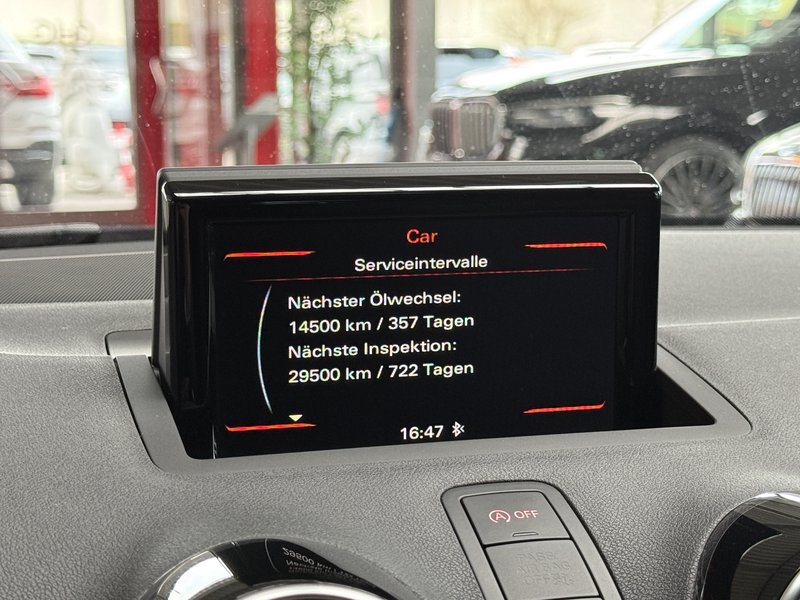 Car
Serviceintervalle
Nächster Ölwechsel:
14500 km / 357 Tagen
Nächste Inspektion:
29500 km / 722 Tagen
16:47
A OFF